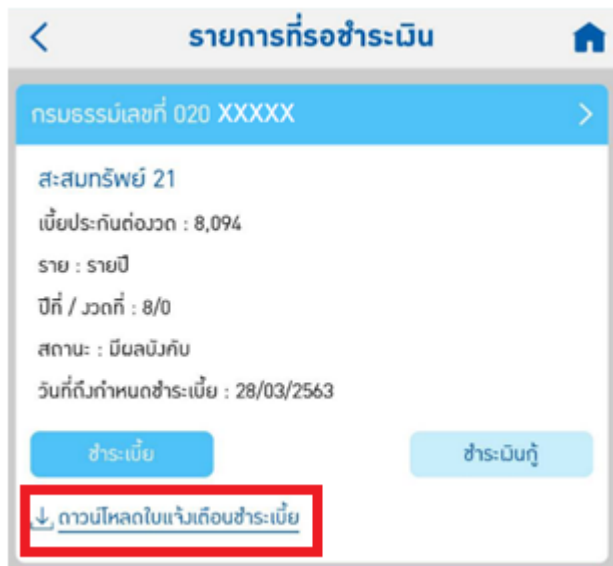 รายการที่รอชำระเงิน
กรมธรรม์เลขที่ 020 XXXXX
สะสมทรัพย์ 21
เบี้ยประกันต่องวด : 8,094
ราย : รายปี
ปีที่ / งวดที่ : 8/0
สถานะ : มีผลบังคับ
วันที่ถึงกำหนดชำระเบี้ย : 28/03/2563
ชำระเบี้ย
ชำระเงินกู้
ดาวน์โหลดใบแจ้งเตือนชำระเบี้ย